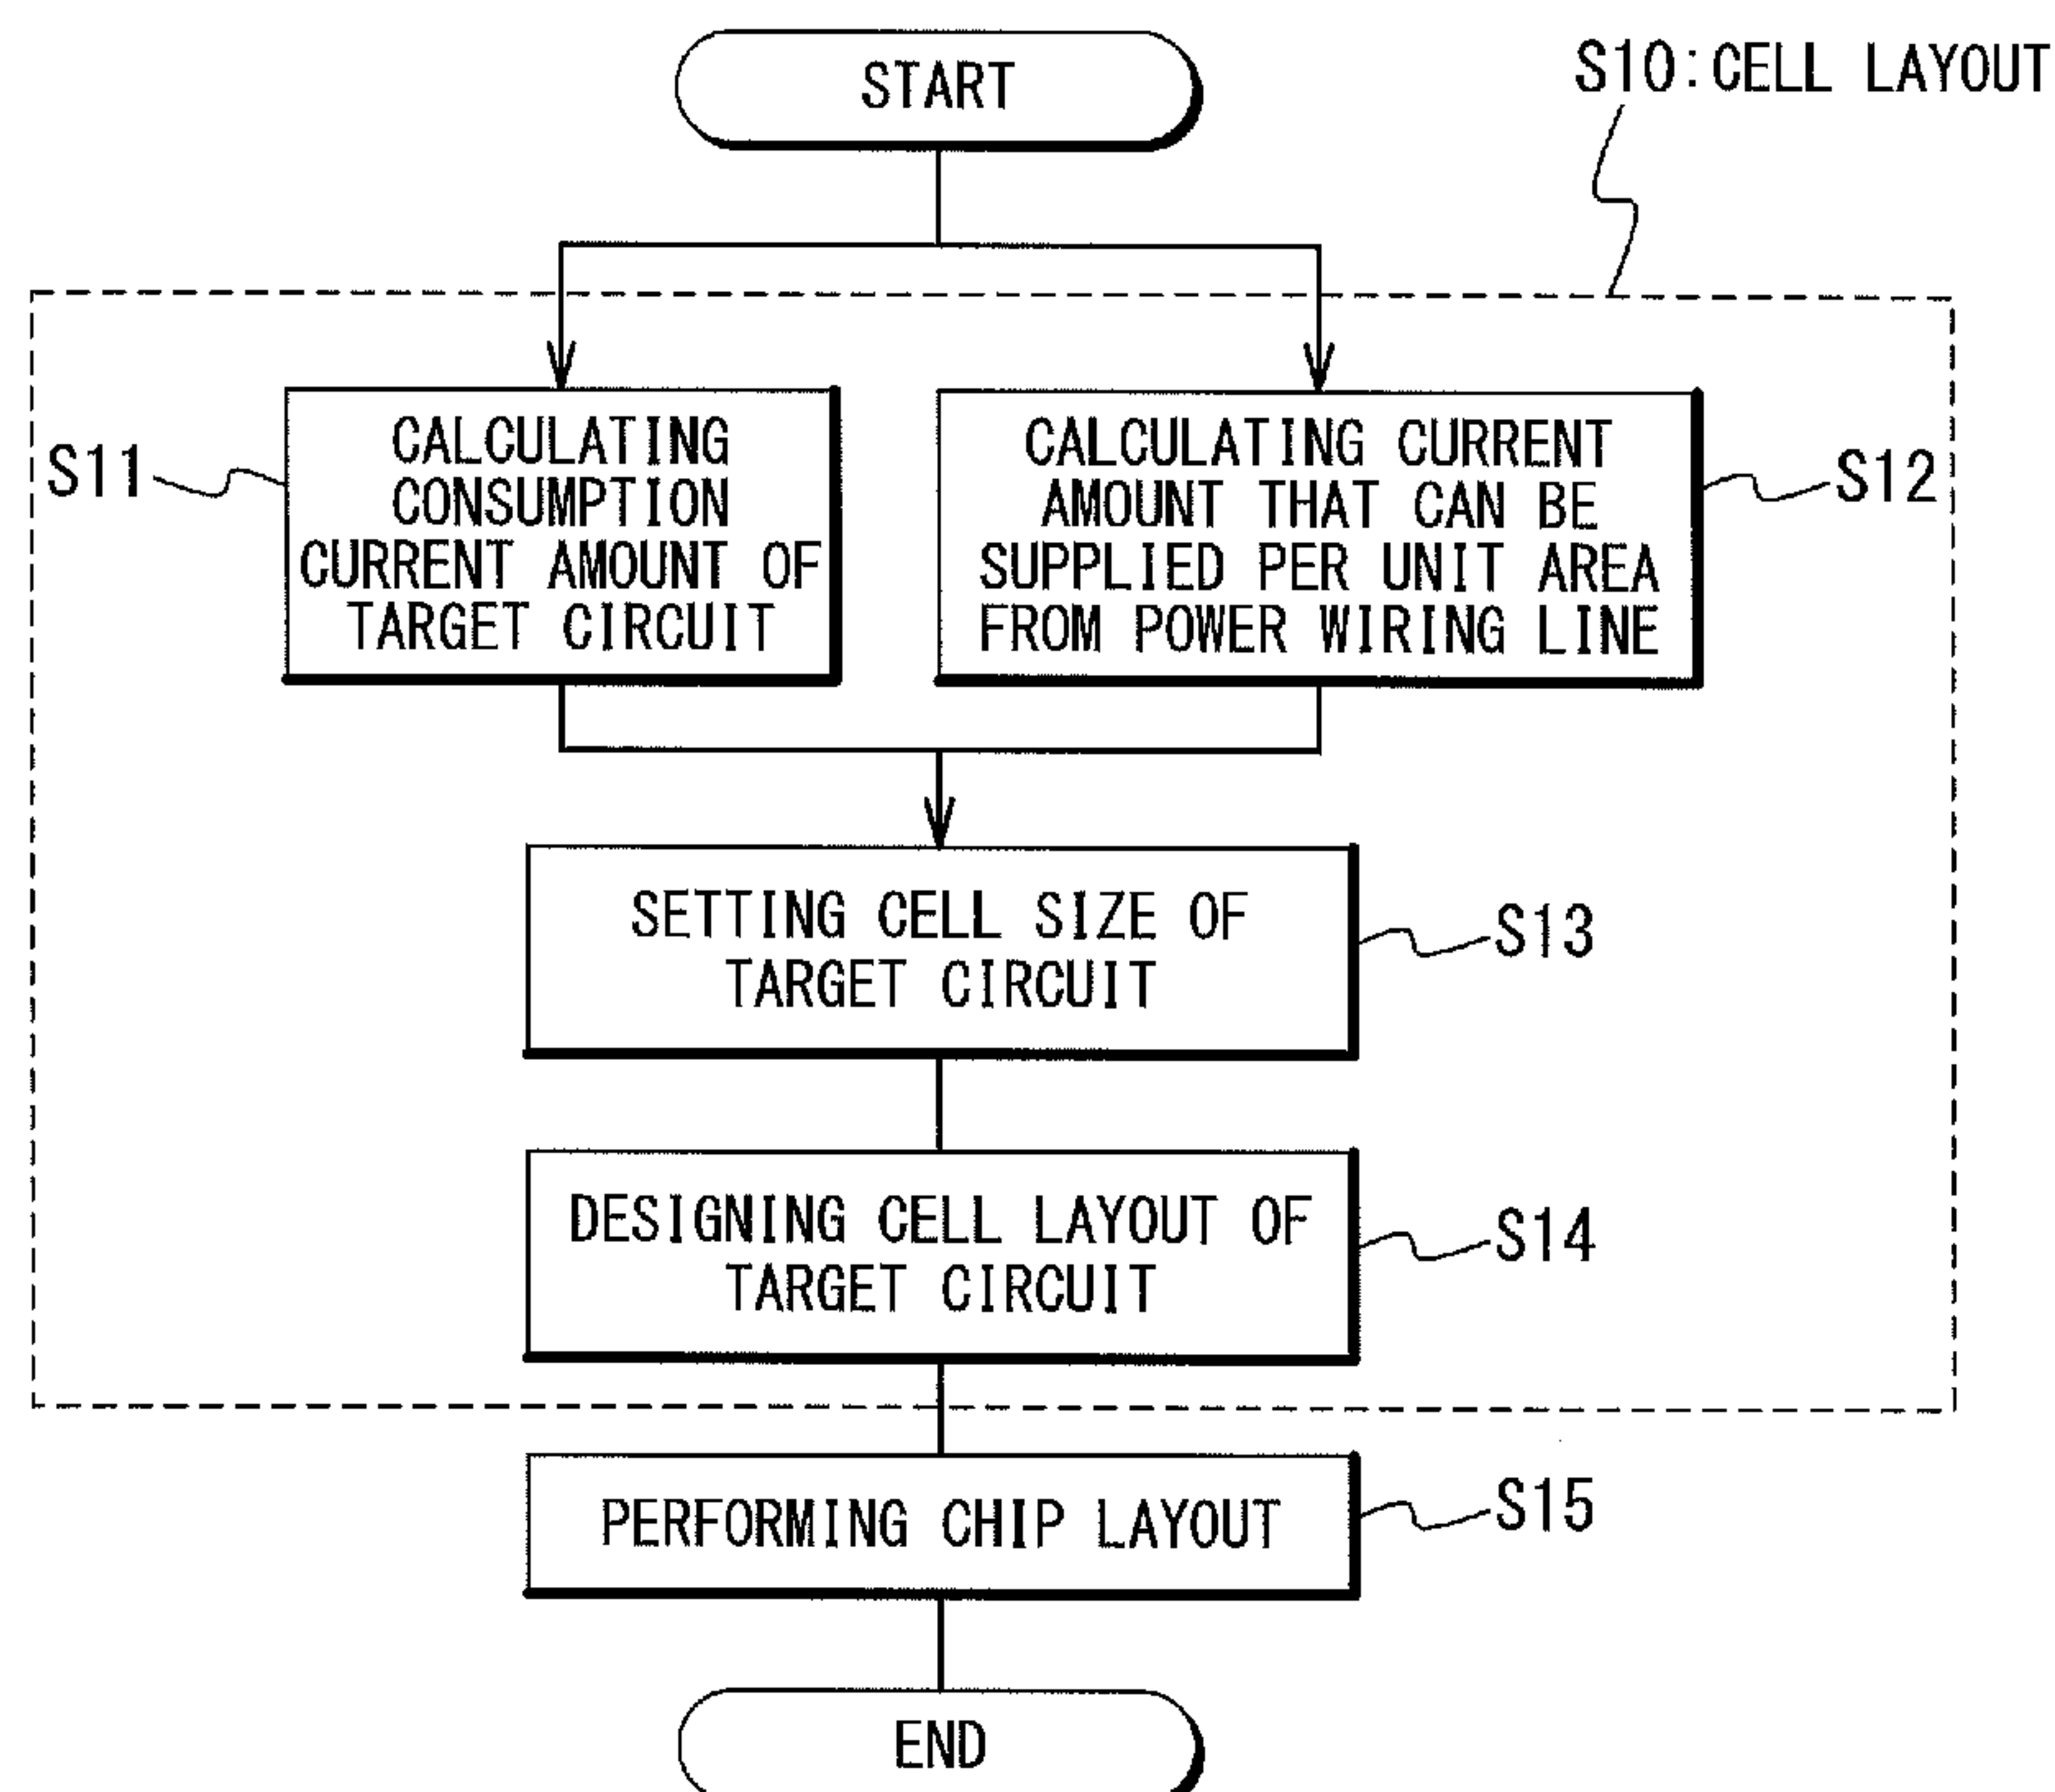 START
S10:CELL LAYOUT
S11
CALCULATING
CONSUMPTION
CURRENT AMOUNT OF
TARGET CIRCUIT
CALCULATING CURRENT
AMOUNT THAT CAN BE
SUPPLIED PER UNIT AREA
FROM POWER WIRING LINE
S12
SETTING CELL SIZE OF
TARGET CIRCUIT
S13
DESIGNING CELL LAYOUT OF
TARGET CIRCUIT
S14
PERFORMING CHIP LAYOUT
S15
END